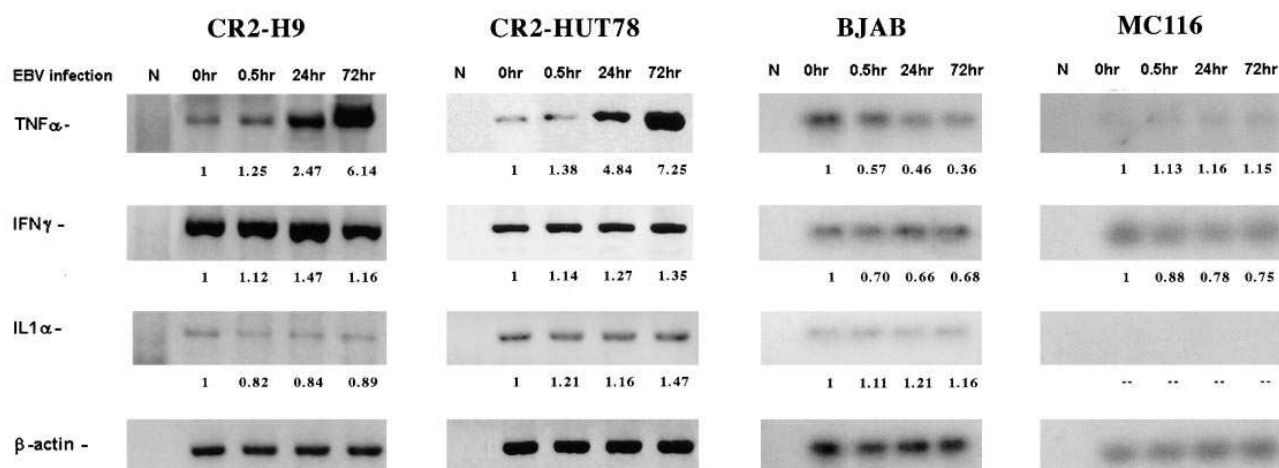 CR2-H9 CR2-HUT78 BJAB MC116
EBV infection N 0hr 0.5hr 24hr 72hr N 0hr 0.5hr 24hr 72hr N 0hr 0.5hr 24hr 72hr N 0hr 0.5hr 24hr 72hr
TNFα-
1 1.25 2.47 6.14 1 1.38 4.84 7.25 1 0.57 0.46 0.36 1 1.13 1.16 1.15
IFNγ -
1 1.12 1.47 1.16 1 1.14 1.27 1.35 1 0.70 0.66 0.68 1 0.88 0.78 0.75
IL1α-
1 0.82 0.84 0.89 1 1.21 1.16 1.47 1 1.11 1.21 1.16 -- -- -- --
β-actin -